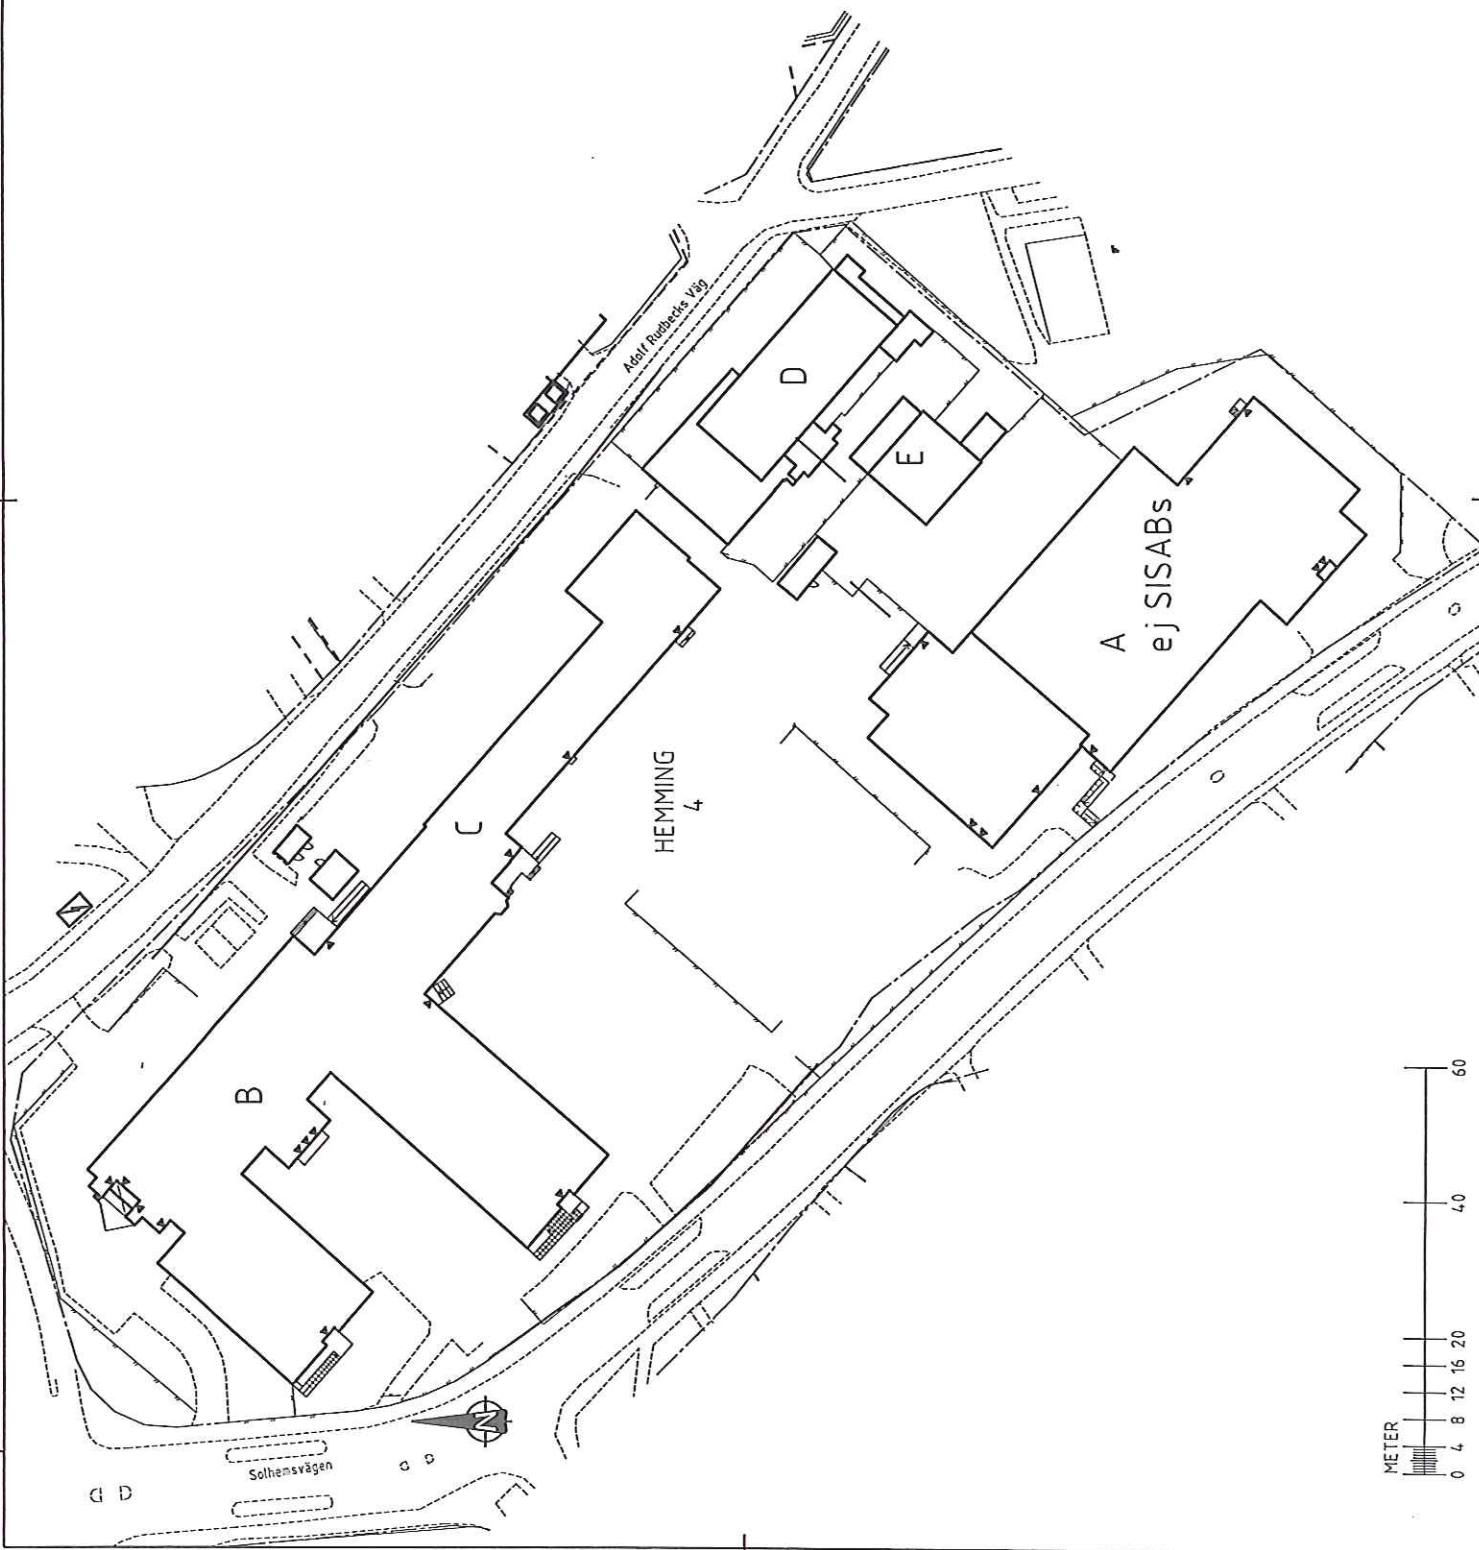 Adolf Rudbecks Väg
D
E
A
ej SISABs
C
HEMMING
4
B
N
Solhemsvägen
METER
0 4 8 12 16 20 40 60